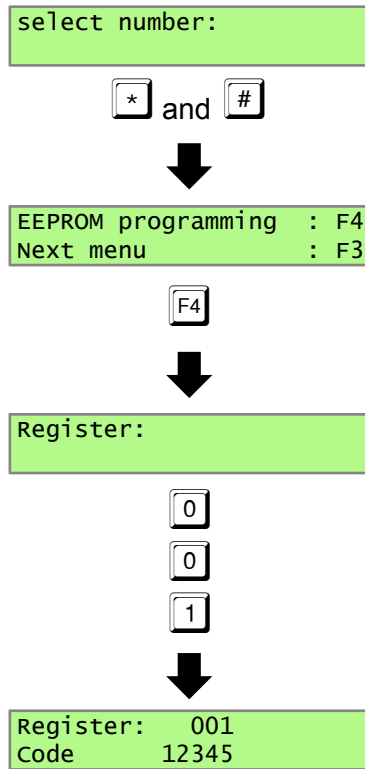 select number:
* and #
EEPROM programming : F4
Next menu : F3
F4
Register:
0
0
1
Register: 001
Code 12345